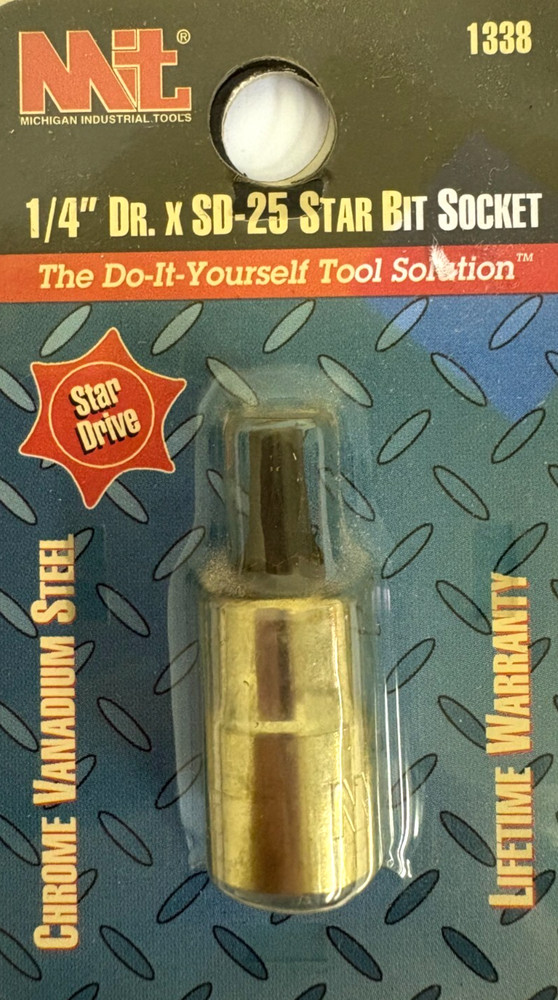 Mit®
1338
MICHIGAN INDUSTRIAL TOOLS
1/4" DR. X SD-25 STAR BIT SOCKET
The Do-It-Yourself Tool Solution™
Star
Drive
CHROME VANADIUM STEEL
LIFETIME WARRANTY
M